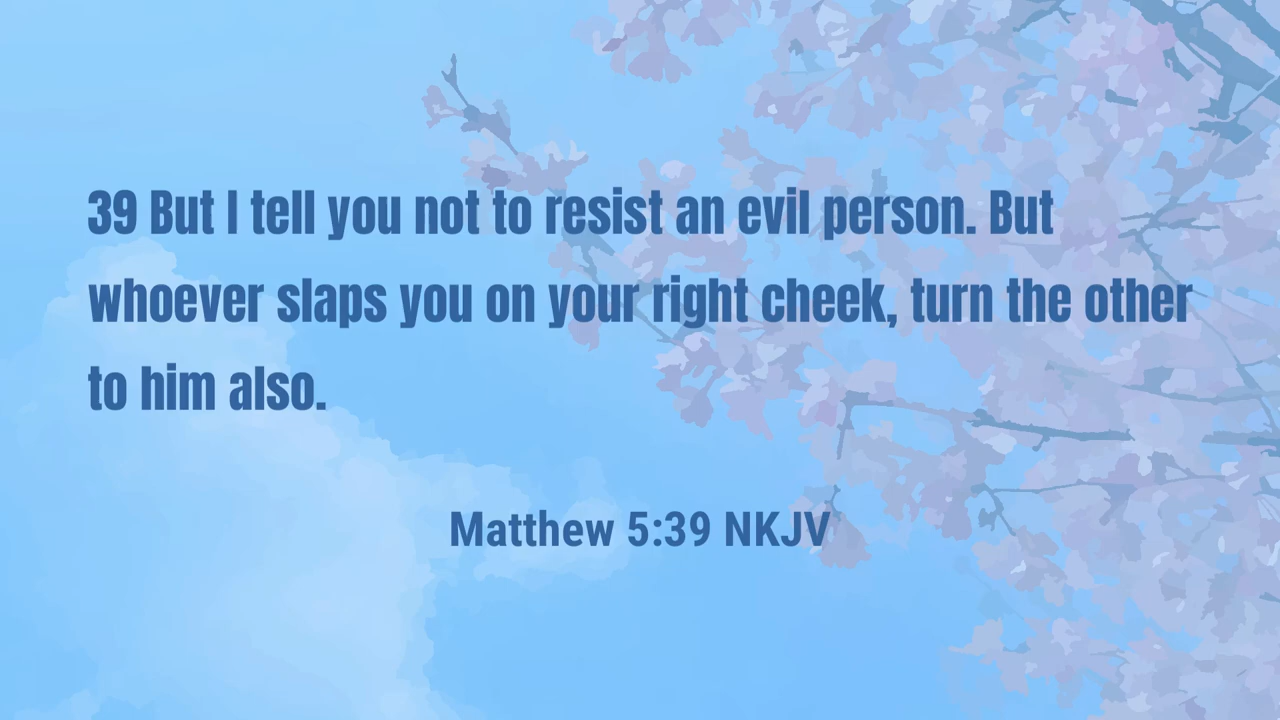 39 But I tell you not to resist an evil person. But
whoever slaps you on your right cheek, turn the other
to him also.
Matthew 5:39 NKJV